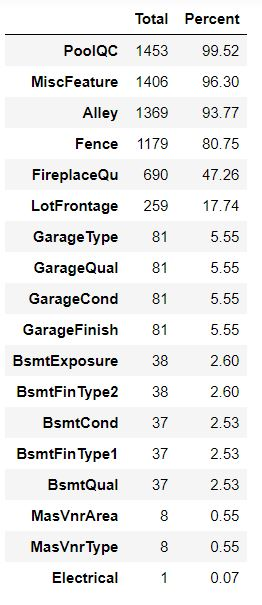 Total Percent
PoolQC 1453 99.52
MiscFeature 1406 96.30
Alley 1369 93.77
Fence 1179 80.75
FireplaceQu 690 47.26
LotFrontage 259 17.74
GarageType 81 5.55
GarageQual 81 5.55
GarageCond 81 5.55
GarageFinish 81 5.55
BsmtExposure 38 2.60
BsmtFinType2 38 2.60
BsmtCond 37 2.53
BsmtFinType1 37 2.53
BsmtQual 37 2.53
MasVnrArea 8 0.55
MasVnrType 8 0.55
Electrical 1 0.07